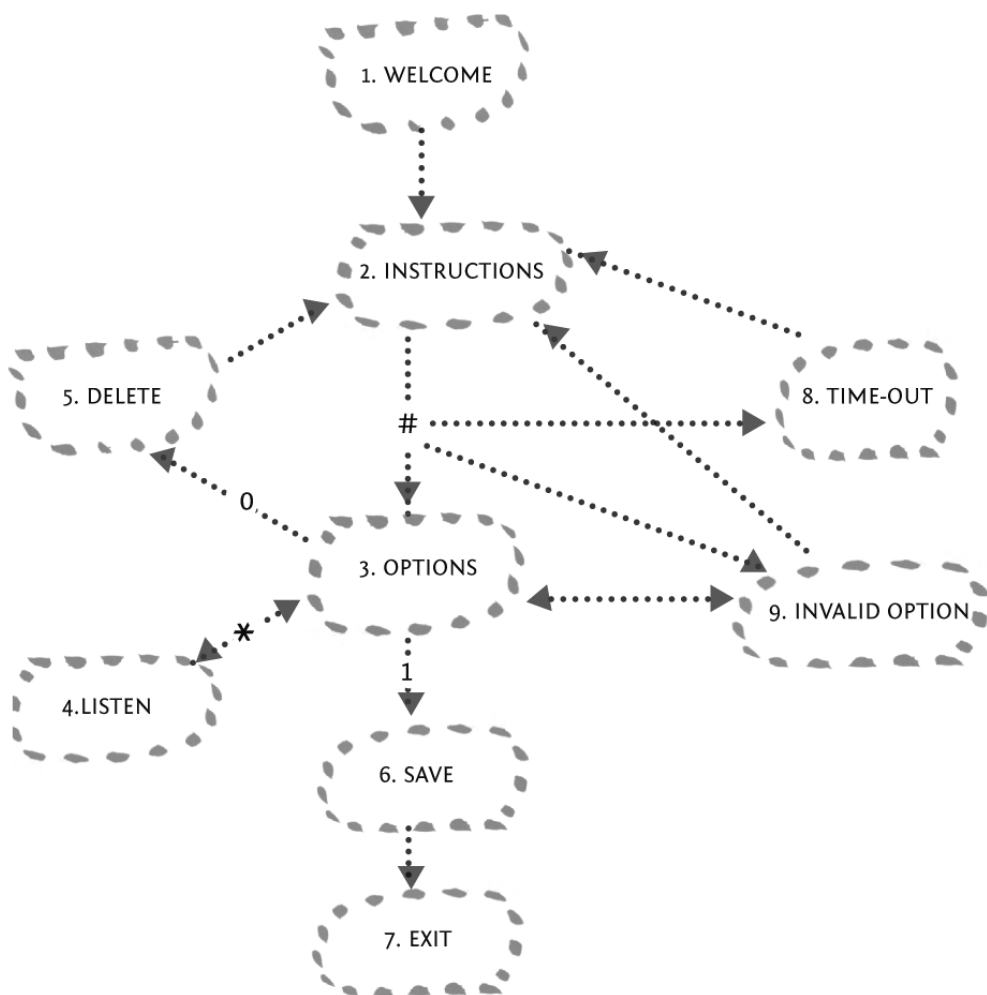 1. WELCOME
2. INSTRUCTIONS
5. DELETE
8. TIME-OUT
#
0
3. OPTIONS
9. INVALID OPTION
*
1
4.LISTEN
6. SAVE
7. EXIT